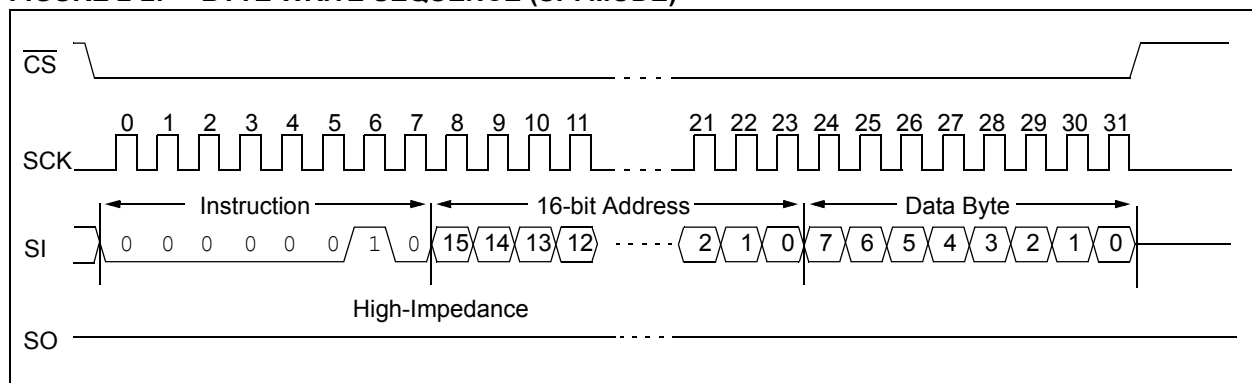 CS
0 1 2 3 4 5 6 7 8 9 10 11 21 22 23 24 25 26 27 28 29 30 31
SCK
Instruction 16-bit Address Data Byte
SI 0 0 0 0 0 0 1 0 15 14 13 12 2 1 0 7 6 5 4 3 2 1 0
High-Impedance
SO